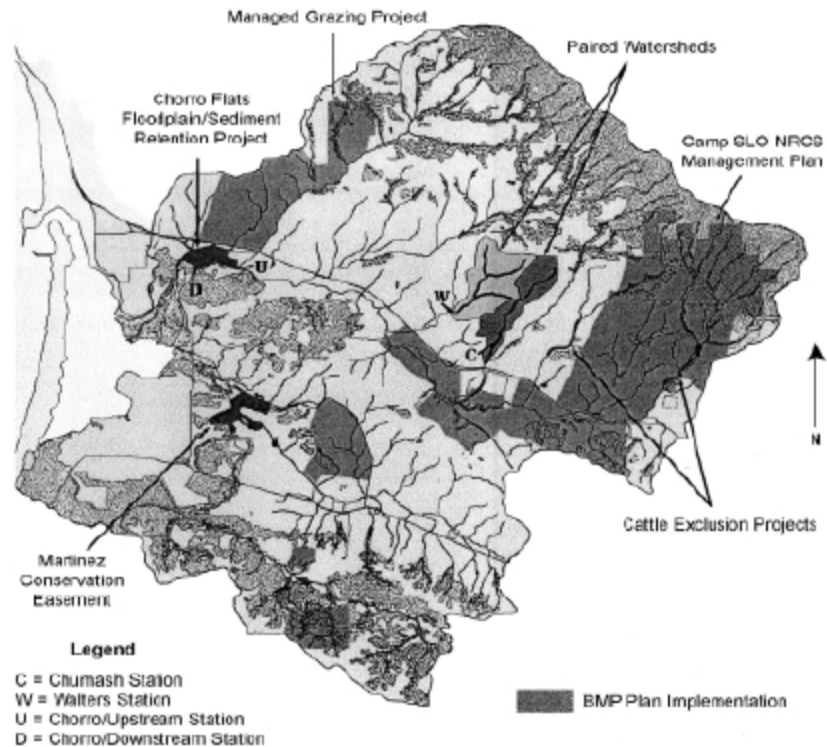 Managed Grazing Project
Paired Watersheds
Chorro Flats
Floodplain/Sediment
Retention Project
Camp SLO NRCS
Management Plan
U
D
W
C
N
Cattle Exclusion Projects
Martinez
Conservation
Easement
Legend
C = Chumash Station
W = Walters Station
U = Chorro/Upstream Station
D = Chorro/Downstream Station
BMP Plan Implementation